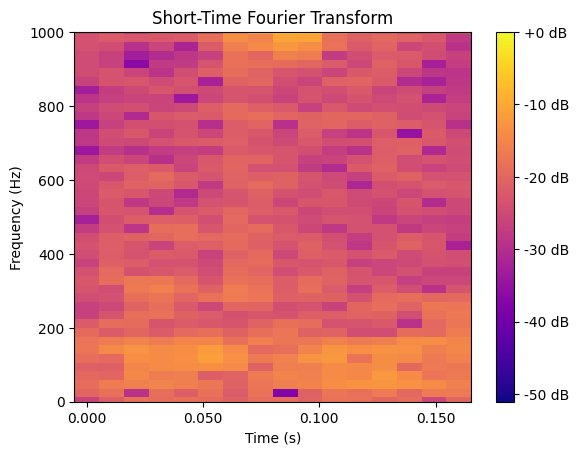 Short-Time Fourier Transform
1000
800
600
400
200
0
Frequency (Hz)
0.000
0.050
0.100
0.150
Time (s)
+0 dB
-10 dB
-20 dB
-30 dB
-40 dB
-50 dB